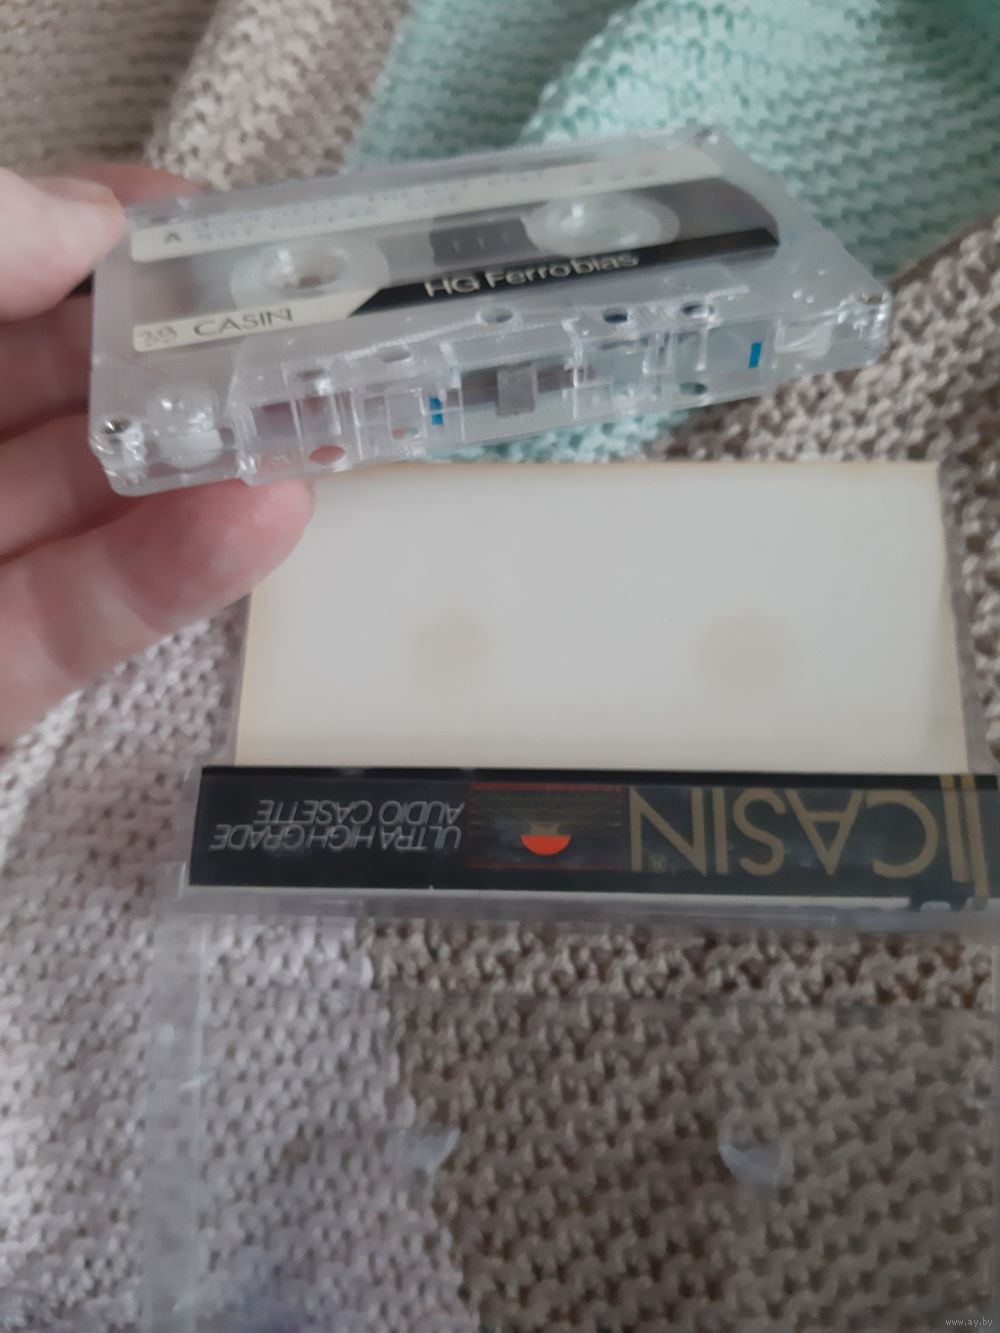 A
HG Ferrobias
CASIN
CASIN
ULTRA HIGH GRADE
AUDIO CASETTE
www.ay.by